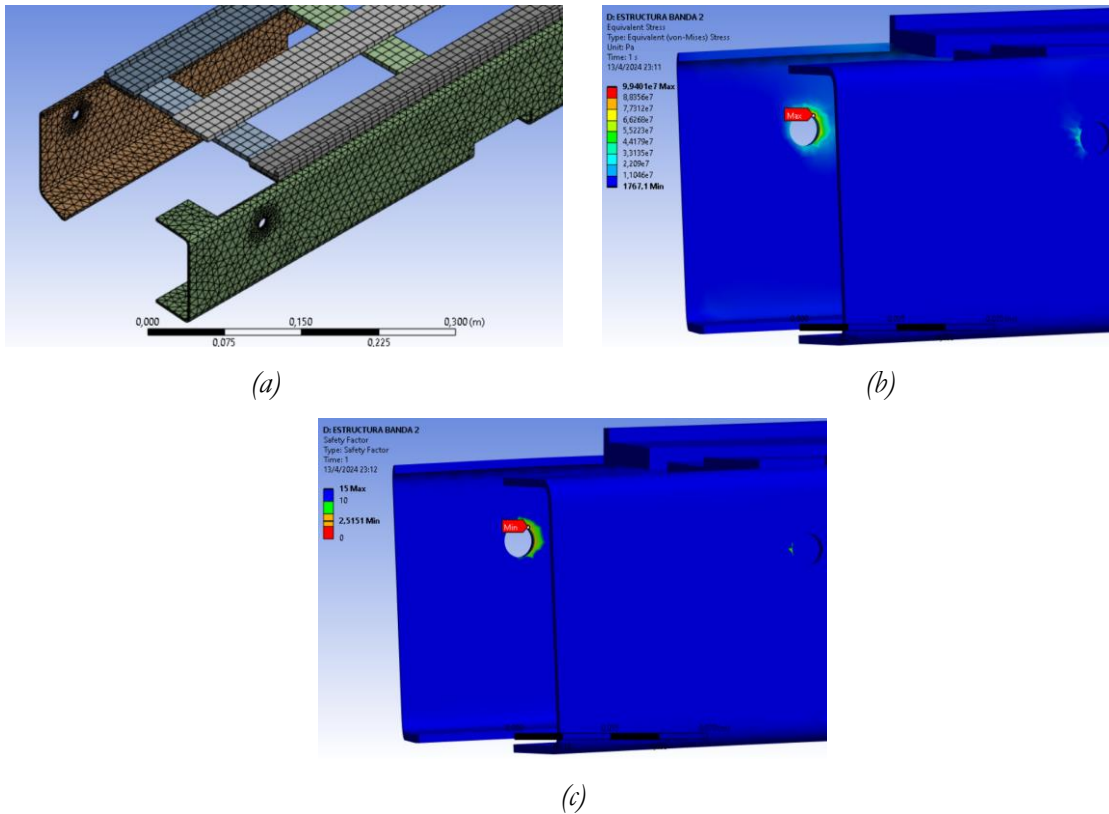 0,000
0,150
0,300 (m)
0,075
0,225
(a)
D: ESTRUCTURA BANDA 2
Equivalent Stress
Type: Equivalent (von-Mises) Stress
Unit: Pa
Time: 1 s
13/4/2024 23:11
9,9401e7 Max
8,8356e7
7,7312e7
6,6268e7
5,5223e7
4,4179e7
3,3135e7
2,209e7
1,1046e7
1767,1 Min
Max
(b)
D: ESTRUCTURA BANDA 2
Safety Factor
Type: Safety Factor
Time: 1
13/4/2024 23:12
15 Max
10
2,5151 Min
0
Min
(c)